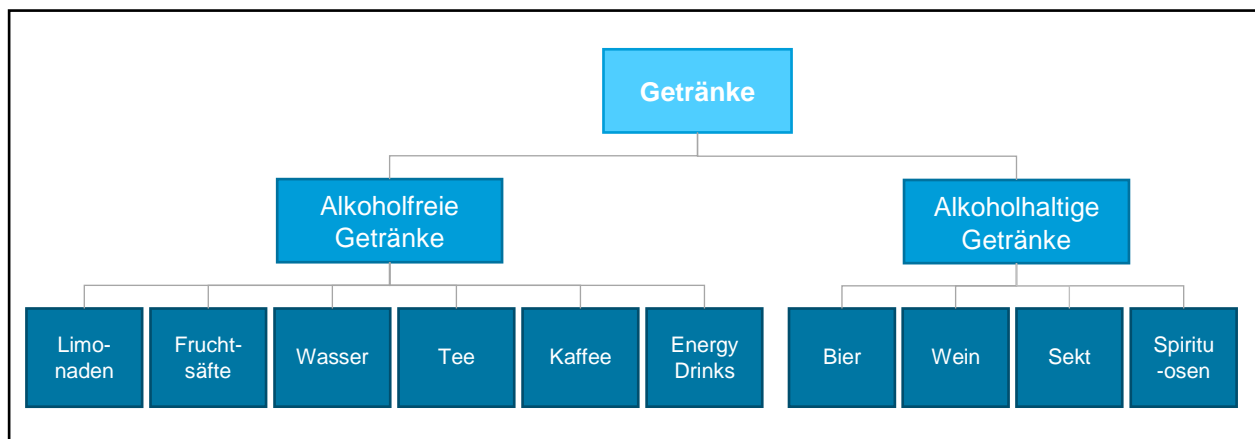 Getränke
Alkoholfreie
Getränke
Alkoholhaltige
Getränke
Limo-
naden
Frucht-
säfte
Wasser
Tee
Kaffee
Energy
Drinks
Bier
Wein
Sekt
Spiritu
-osen